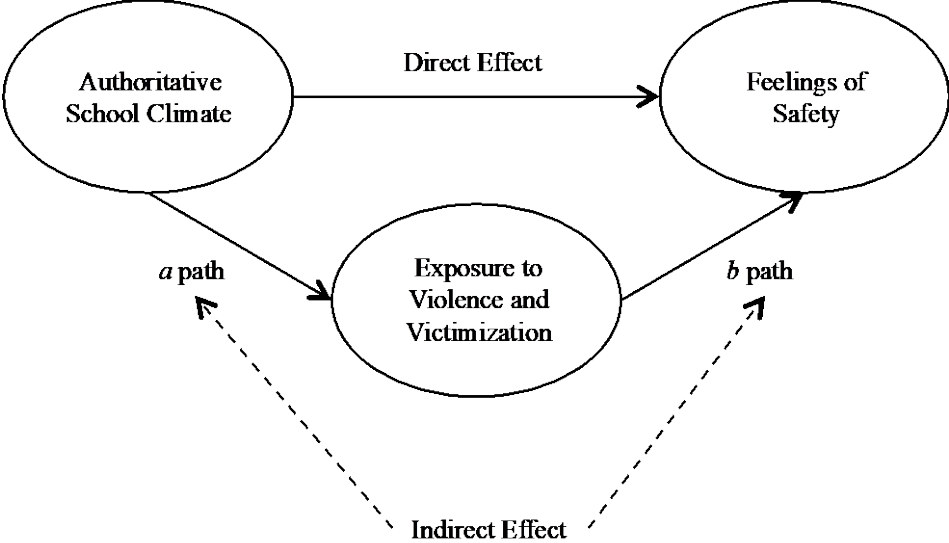 Direct Effect
Authoritative
School Climate
Feelings of
Safety
a path
Exposure to
Violence and
Victimization
b path
Indirect Effect